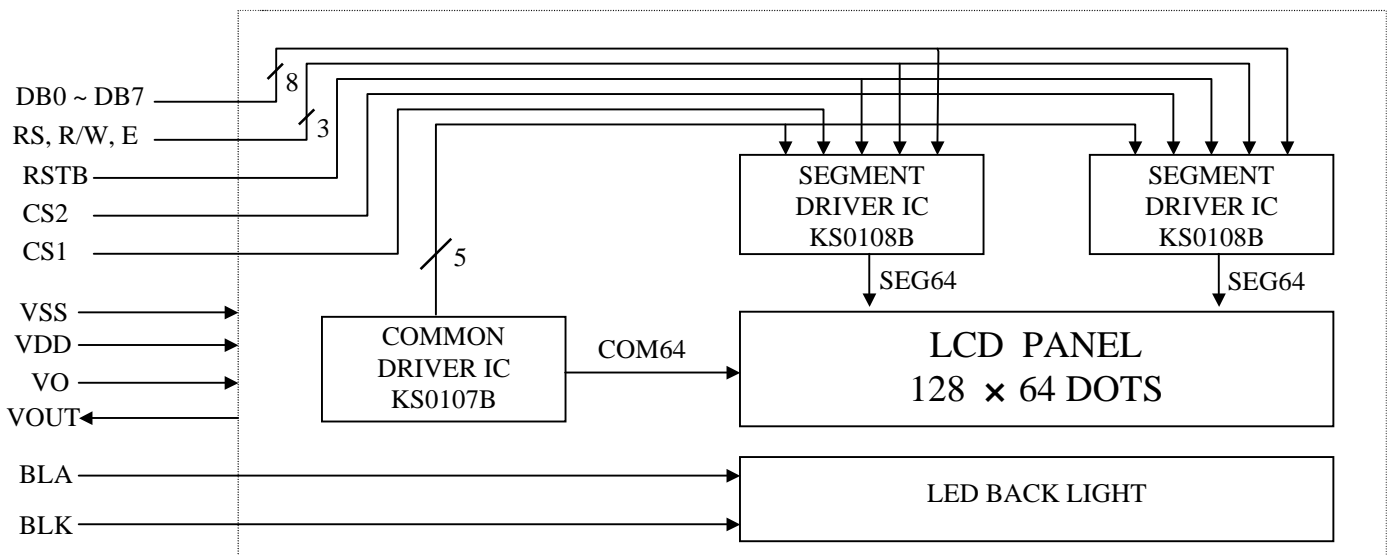 DB0 ~ DB7
8
RS, R/W, E
3
RSTB
CS2
CS1
5
SEGMENT
DRIVER IC
KS0108B
SEGMENT
DRIVER IC
KS0108B
SEG64
SEG64
VSS
VDD
VO
VOUT
COMMON
DRIVER IC
KS0107B
COM64
LCD PANEL
128 × 64 DOTS
BLA
BLK
LED BACK LIGHT